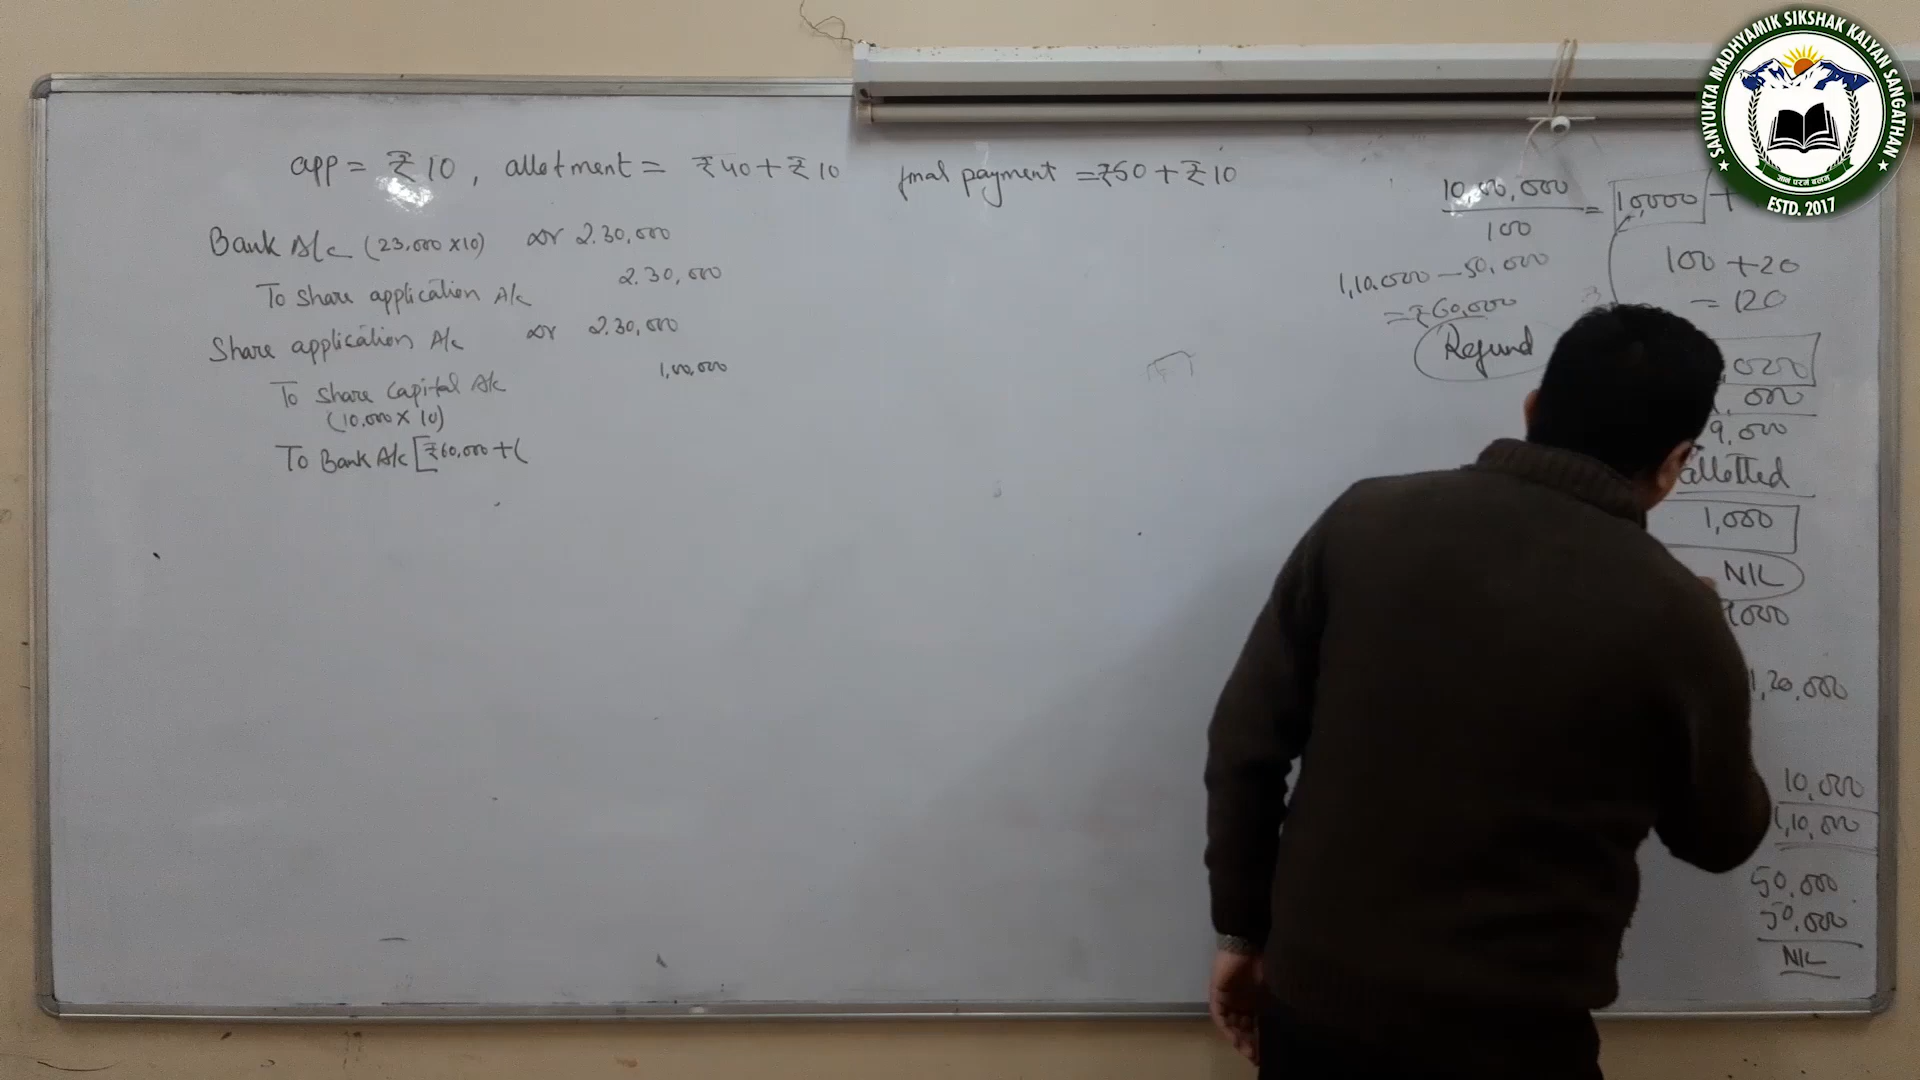 SANYUKTA MADHYAMIK SIKSHAK KALYAN SANGATHAN
ESTD. 2017
app = ₹ 10, allotment = ₹40 + ₹ 10 final payment = ₹50 + ₹ 10
Bank A/c (23,000 x 10) Dr 2,30,000
To Share application A/c 2,30,000
Share application A/c Dr 2,30,000
To Share Capital A/c 1,00,000
(10,000 x 10)
To Bank A/c [₹60,000 + (
10,00,000
100
= 10,000 +
100 + 20
= 120
1,10,000 - 50,000
= ₹60,000
Refund
,000
9,000
allotted
1,000
NIL
1,20,000
10,000
1,10,000
50,000
50,000
NIL